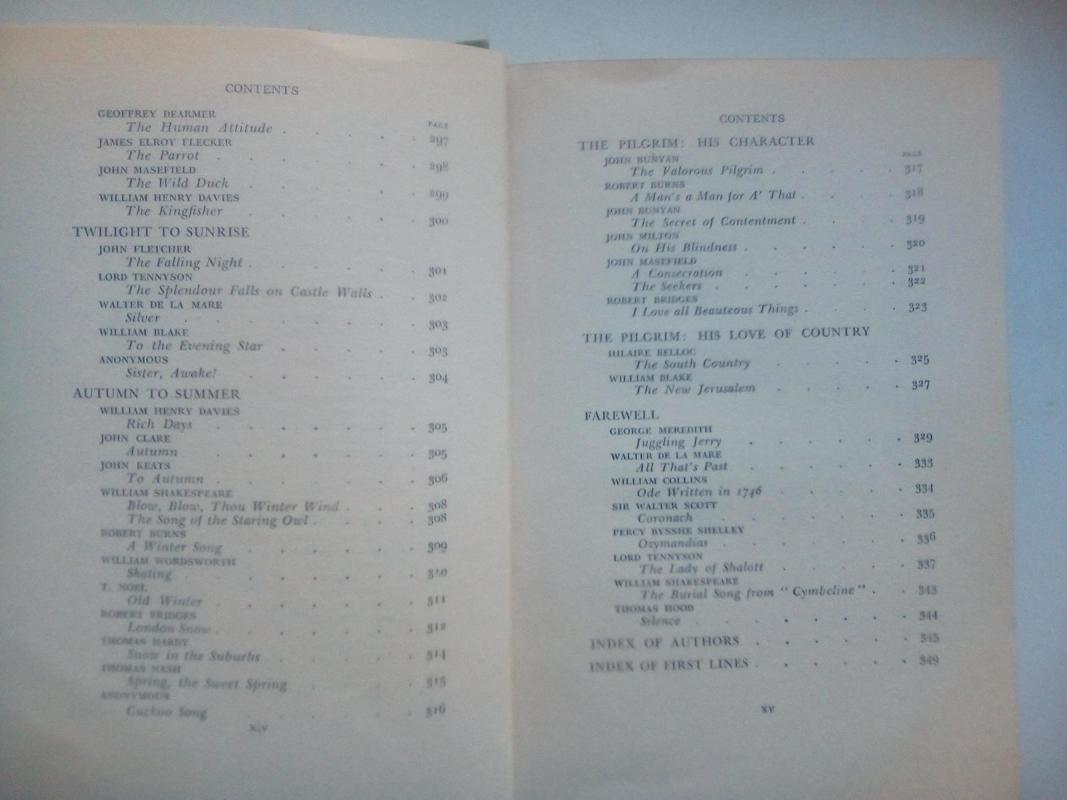 CONTENTS
PAGE
GEOFFREY DEARMER
The Human Attitude . . . . . 297
JAMES ELROY FLECKER
The Parrot . . . . . . 298
JOHN MASEFIELD
The Wild Duck . . . . . 299
WILLIAM HENRY DAVIES
The Kingfisher . . . . . 300
TWILIGHT TO SUNRISE
JOHN FLETCHER
The Falling Night . . . . . 301
LORD TENNYSON
The Splendour Falls on Castle Walls . . 302
WALTER DE LA MARE
Silver . . . . . . 303
WILLIAM BLAKE
To the Evening Star . . . . . 303
ANONYMOUS
Sister, Awake! . . . . . 304
AUTUMN TO SUMMER
WILLIAM HENRY DAVIES
Rich Days . . . . . . 305
JOHN CLARE
Autumn . . . . . . 305
JOHN KEATS
To Autumn . . . . . . 306
WILLIAM SHAKESPEARE
Blow, Blow, Thou Winter Wind . . . 308
The Song of the Staring Owl . . . . 308
ROBERT BURNS
A Winter Song . . . . . 309
WILLIAM WORDSWORTH
Skating . . . . . . 310
T. NOEL
Old Winter . . . . . . 311
ROBERT BRIDGES
London Snow . . . . . . 312
THOMAS HARDY
Snow in the Suburbs . . . . . 314
THOMAS NASH
Spring, the Sweet Spring . . . . 315
ANONYMOUS
Cuckoo Song . . . . . 316
xiv
CONTENTS
THE PILGRIM: HIS CHARACTER
PAGE
JOHN BUNYAN
The Valorous Pilgrim . . . . 317
ROBERT BURNS
A Man's a Man for A' That . . . . 318
JOHN BUNYAN
The Secret of Contentment . . . . 319
JOHN MILTON
On His Blindness . . . . . 320
JOHN MASEFIELD
A Consecration . . . . . 321
The Seekers . . . . . 322
ROBERT BRIDGES
I Love all Beauteous Things . . . . 323
THE PILGRIM: HIS LOVE OF COUNTRY
HILAIRE BELLOC
The South Country . . . . . 325
WILLIAM BLAKE
The New Jerusalem . . . . . 327
FAREWELL
GEORGE MEREDITH
Juggling Jerry . . . . . 329
WALTER DE LA MARE
All That's Past . . . . . 333
WILLIAM COLLINS
Ode Written in 1746 . . . . . 334
SIR WALTER SCOTT
Coronach . . . . . . 335
PERCY BYSSHE SHELLEY
Ozymandias . . . . . . 336
LORD TENNYSON
The Lady of Shalott . . . . . 337
WILLIAM SHAKESPEARE
The Burial Song from "Cymbeline" . . 343
THOMAS HOOD
Silence . . . . . . 344
INDEX OF AUTHORS . . . . . 345
INDEX OF FIRST LINES . . . . . 349
xv